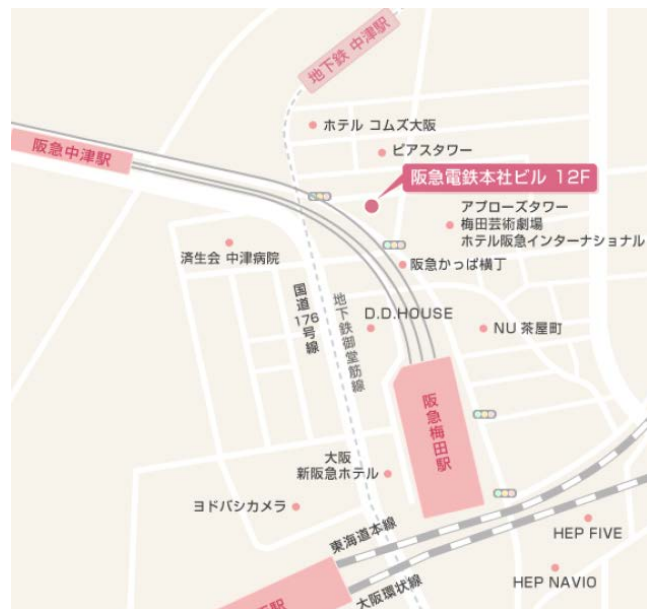 地下鉄 中津駅
ホテル コムズ大阪
阪急中津駅
ピアスタワー
阪急電鉄本社ビル 12F
アプローズタワー
梅田芸術劇場
ホテル阪急インターナショナル
済生会 中津病院
阪急かっぱ横丁
国道176号線
地下鉄御堂筋線
D.D.HOUSE
NU 茶屋町
阪急梅田駅
大阪
新阪急ホテル
ヨドバシカメラ
東海道本線
HEP FIVE
大阪環状線
HEP NAVIO
駅